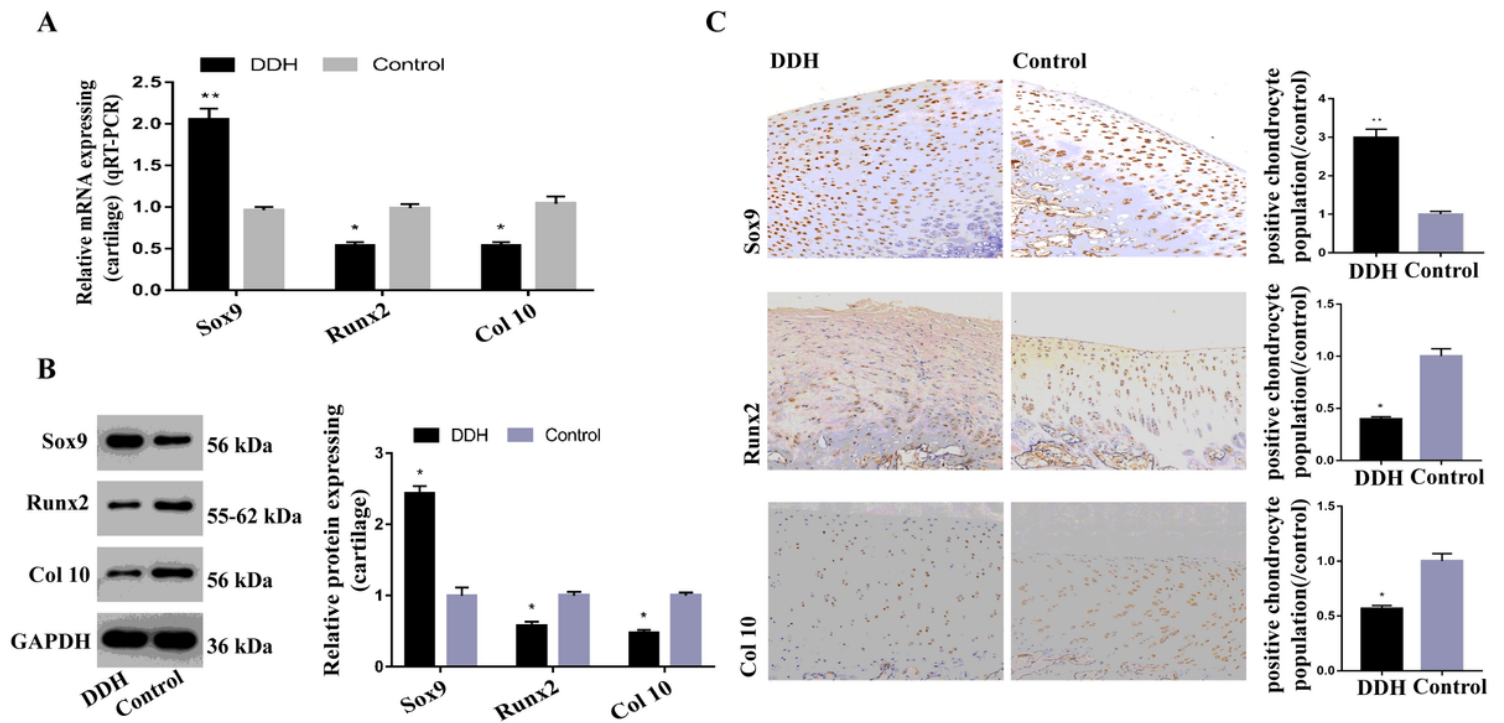 A
DDH Control
Relative mRNA expressing
(cartilage) (qRT-PCR)
2.5
2.0
1.5
1.0
0.5
0.0
**
*
*
Sox9 Runx2 Col 10
B
Sox9 56 kDa
Runx2 55-62 kDa
Col 10 56 kDa
GAPDH 36 kDa
DDH Control
DDH Control
Relative protein expressing
(cartilage)
3
2
1
0
*
*
*
Sox9 Runx2 Col 10
C
DDH Control
Sox9
positive chondrocyte
population(/control)
4
3
2
1
0
**
DDH Control
Runx2
positive chondrocyte
population(/control)
1.5
1.0
0.5
0.0
*
DDH Control
Col 10
positive chondrocyte
population(/control)
1.5
1.0
0.5
0.0
*
DDH Control